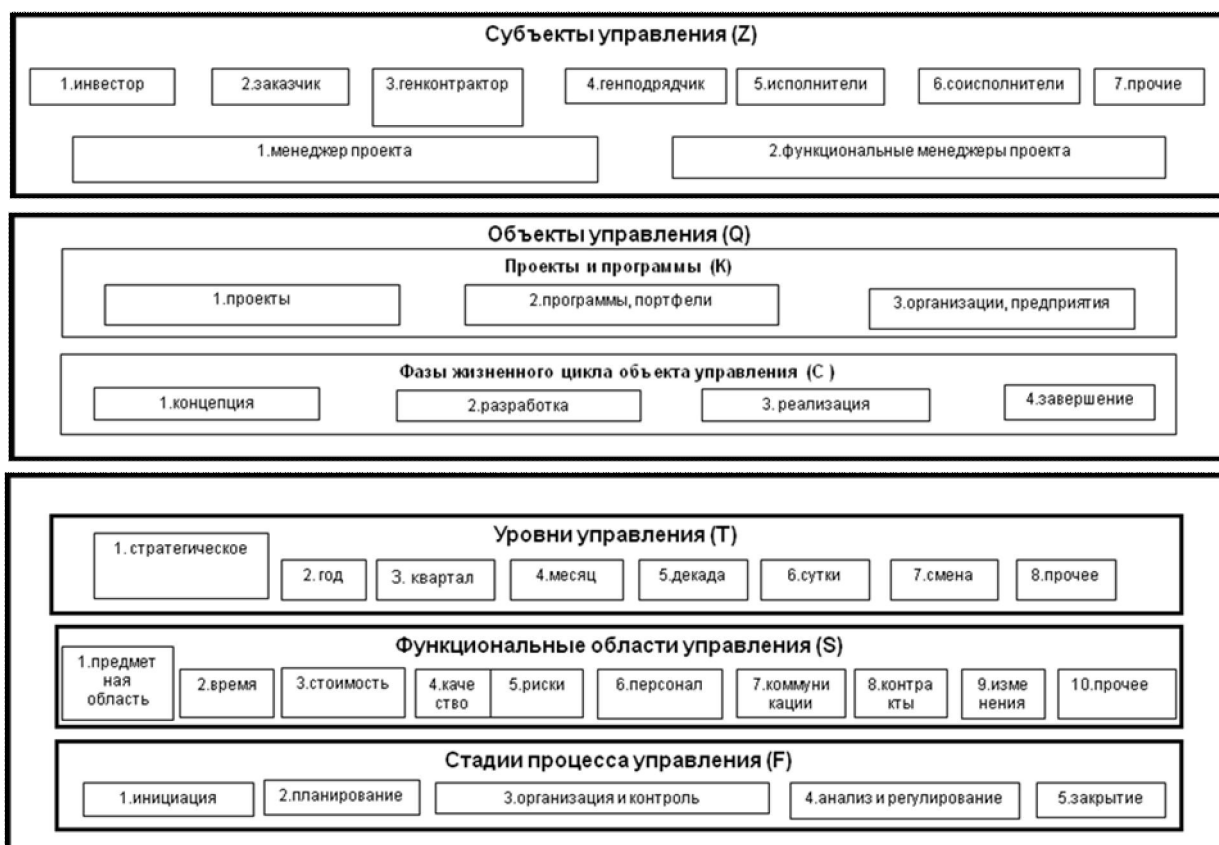 Субъекты управления (Z)
1.инвестор
2.заказчик
3.генконтрактор
4.генподрядчик
5.исполнители
6.соисполнители
7.прочие
1.менеджер проекта
2.функциональные менеджеры проекта
Объекты управления (Q)
Проекты и программы (К)
1.проекты
2.программы, портфели
3.организации, предприятия
Фазы жизненного цикла объекта управления (С )
1.концепция
2.разработка
3. реализация
4.завершение
Уровни управления (Т)
1. стратегическое
2. год
3. квартал
4.месяц
5.декада
6.сутки
7.смена
8.прочее
Функциональные области управления (S)
1.предмет
ная
область
2.время
3.стоимость
4.каче
ство
5.риски
6.персонал
7.коммуни
кации
8.контра
кты
9.изме
нения
10.прочее
Стадии процесса управления (F)
1.инициация
2.планирование
3.организация и контроль
4.анализ и регулирование
5.закрытие